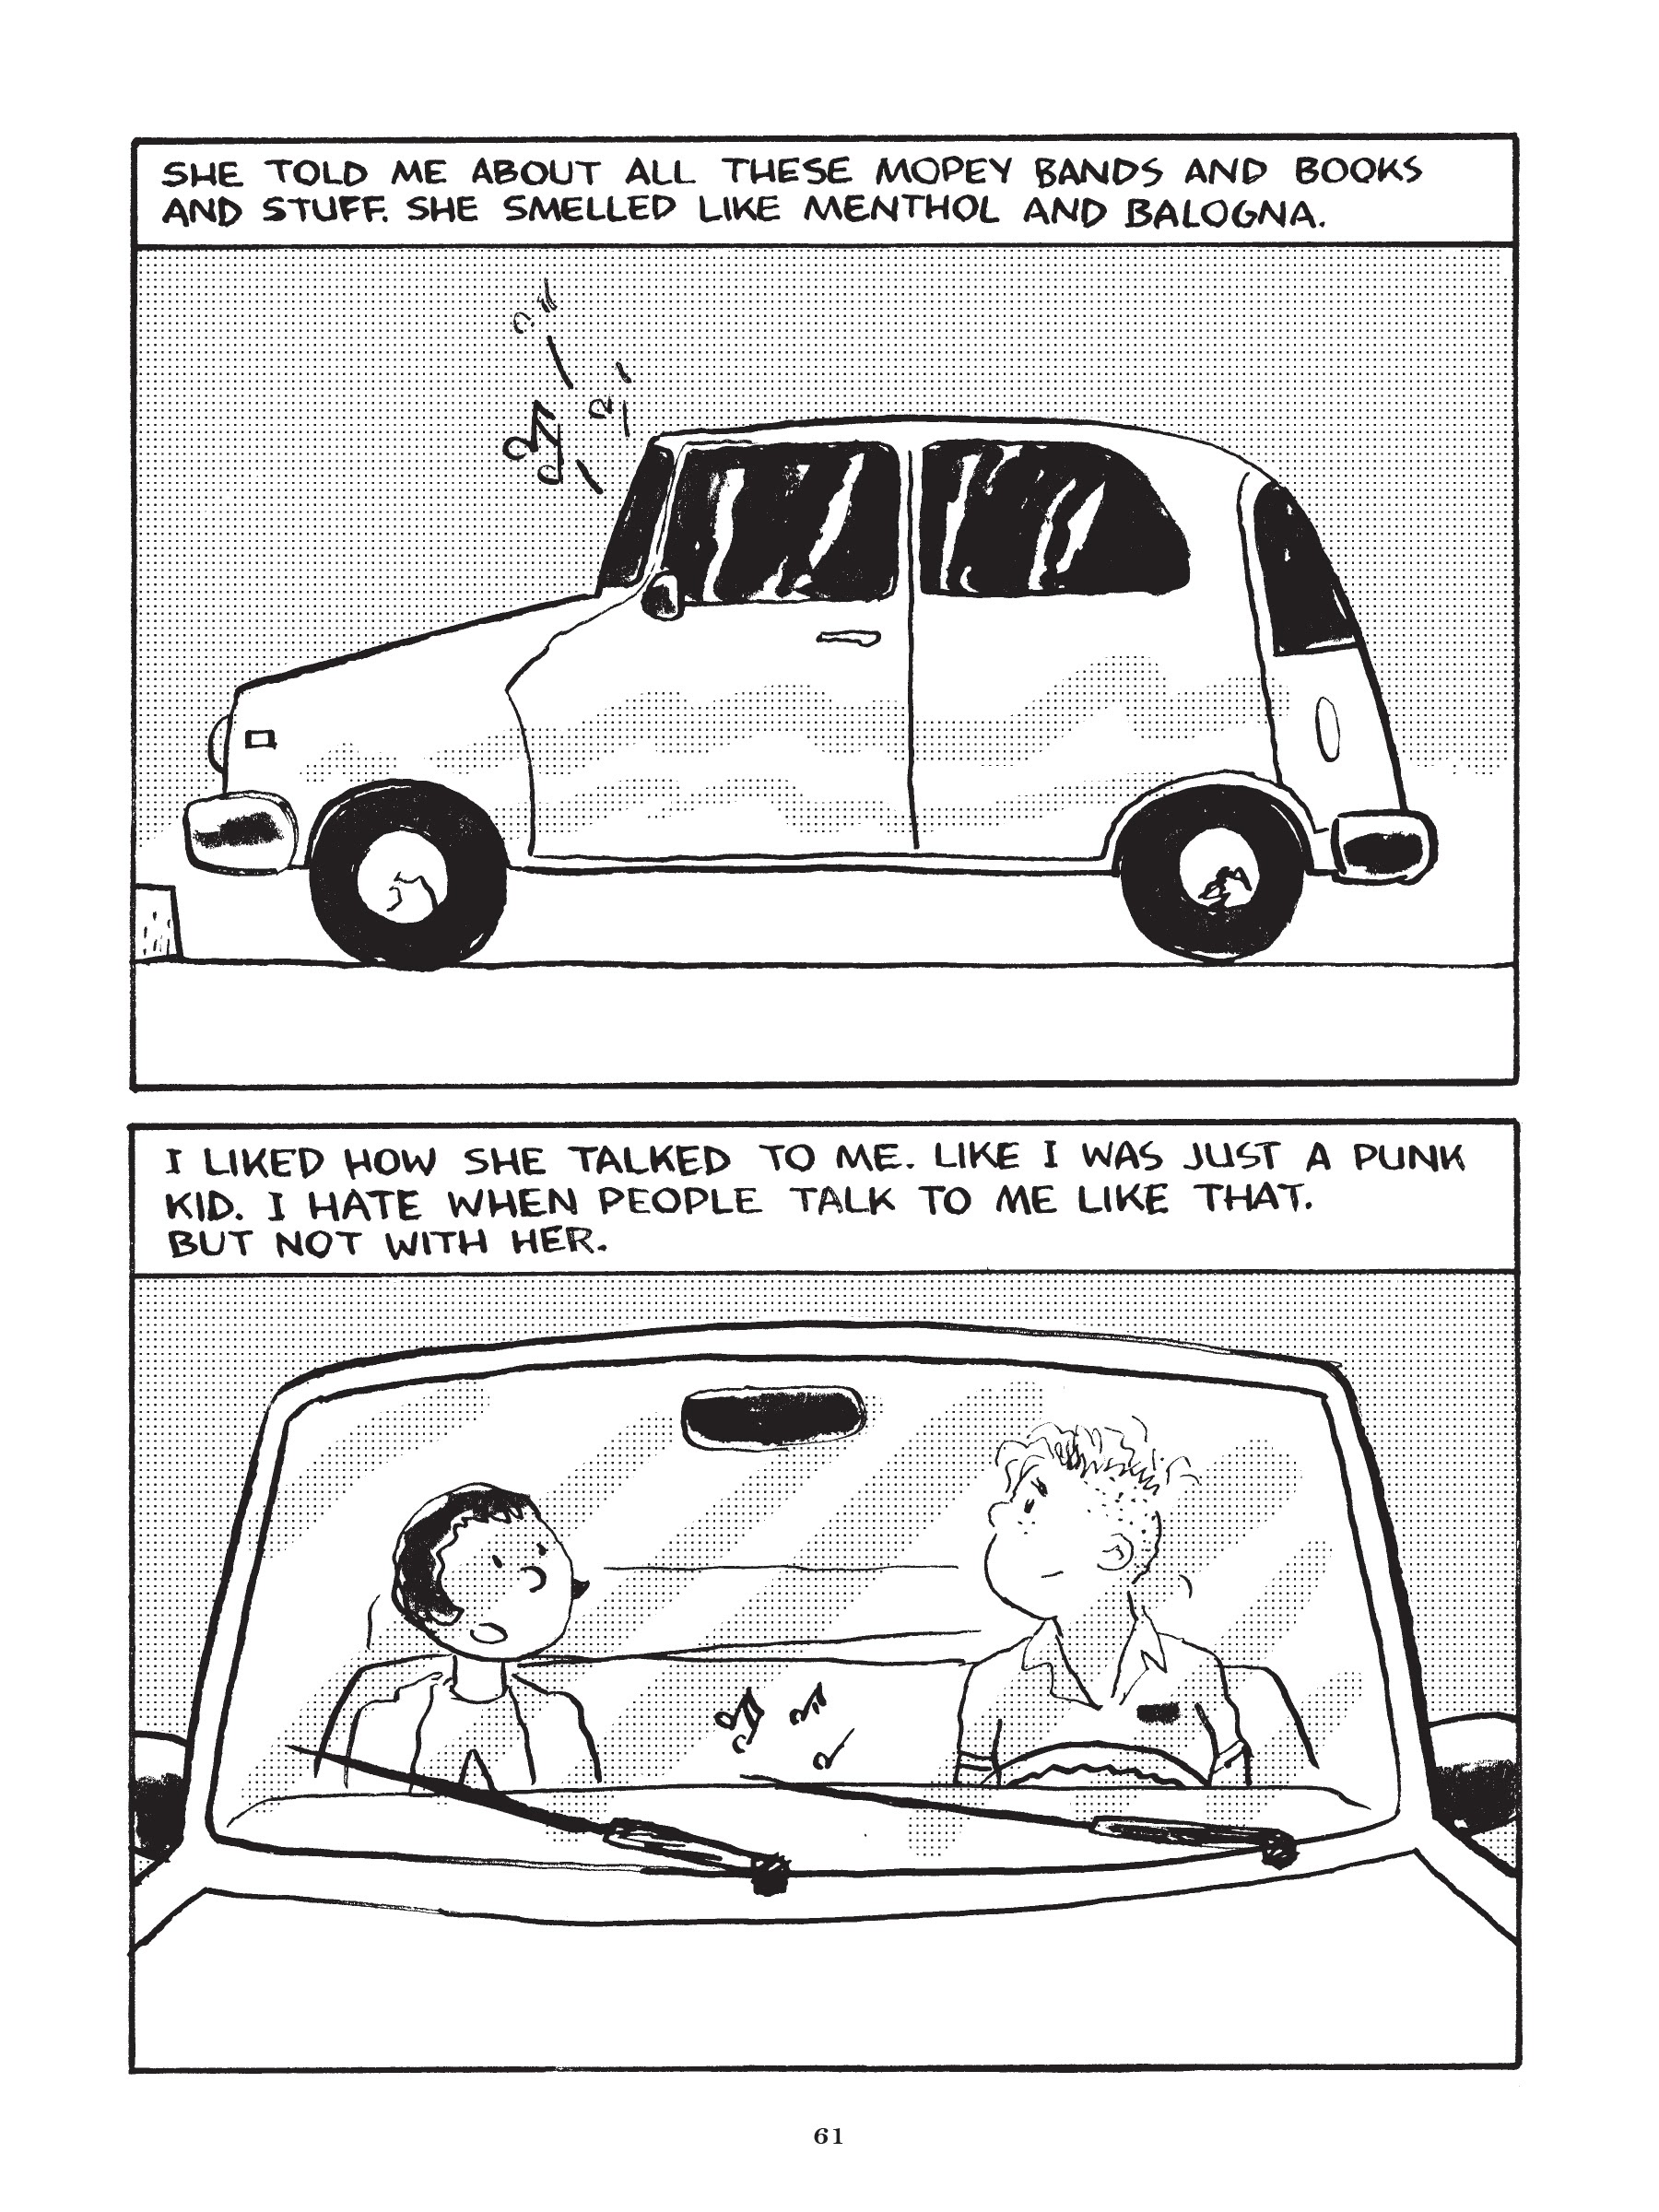 SHE TOLD ME ABOUT ALL THESE MOPEY BANDS AND BOOKS
AND STUFF. SHE SMELLED LIKE MENTHOL AND BALOGNA.
I LIKED HOW SHE TALKED TO ME. LIKE I WAS JUST A PUNK
KID. I HATE WHEN PEOPLE TALK TO ME LIKE THAT.
BUT NOT WITH HER.
61